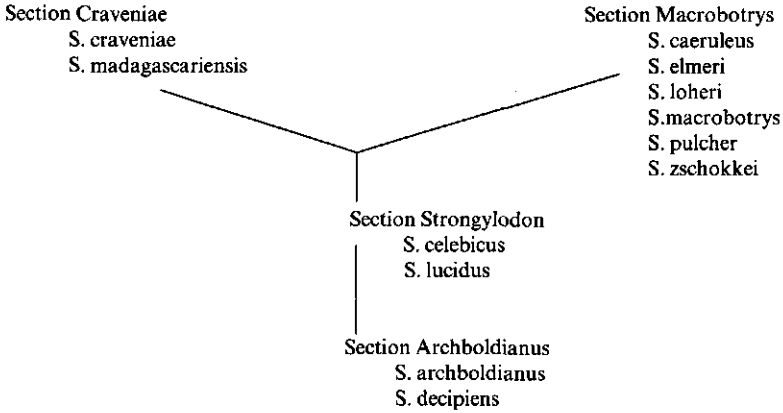 Section Craveniae
S. craveniae
S. madagascariensis
Section Macrobotrys
S. caeruleus
S. elmeri
S. loheri
S.macrobotrys
S. pulcher
S. zschokkei
Section Strongylodon
S. celebicus
S. lucidus
Section Archboldianus
S. archboldianus
S. decipiens